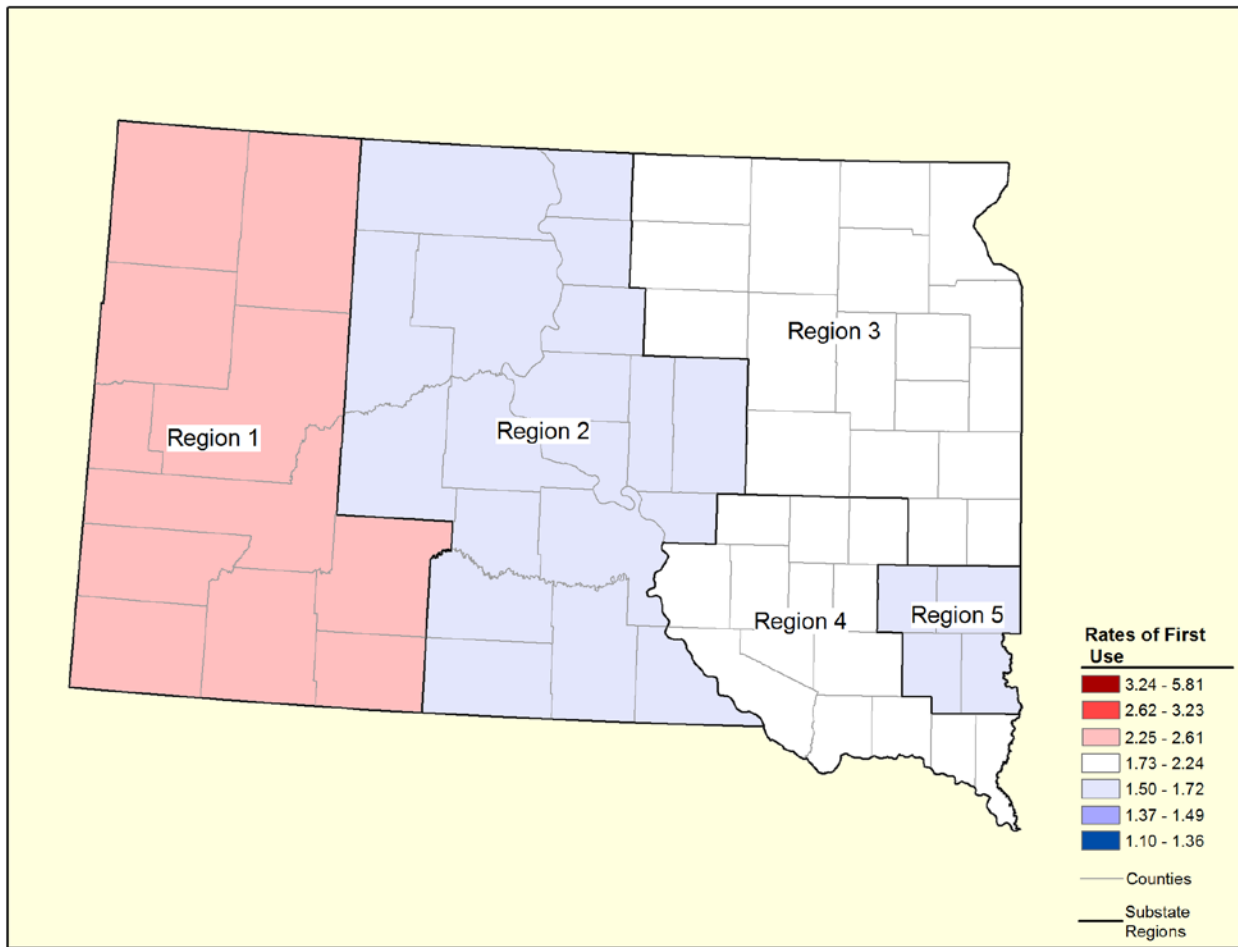 Region 3
Region 1
Region 2
Region 4
Region 5
Rates of First
Use
3.24 - 5.81
2.62 - 3.23
2.25 - 2.61
1.73 - 2.24
1.50 - 1.72
1.37 - 1.49
1.10 - 1.36
Counties
Substate
Regions